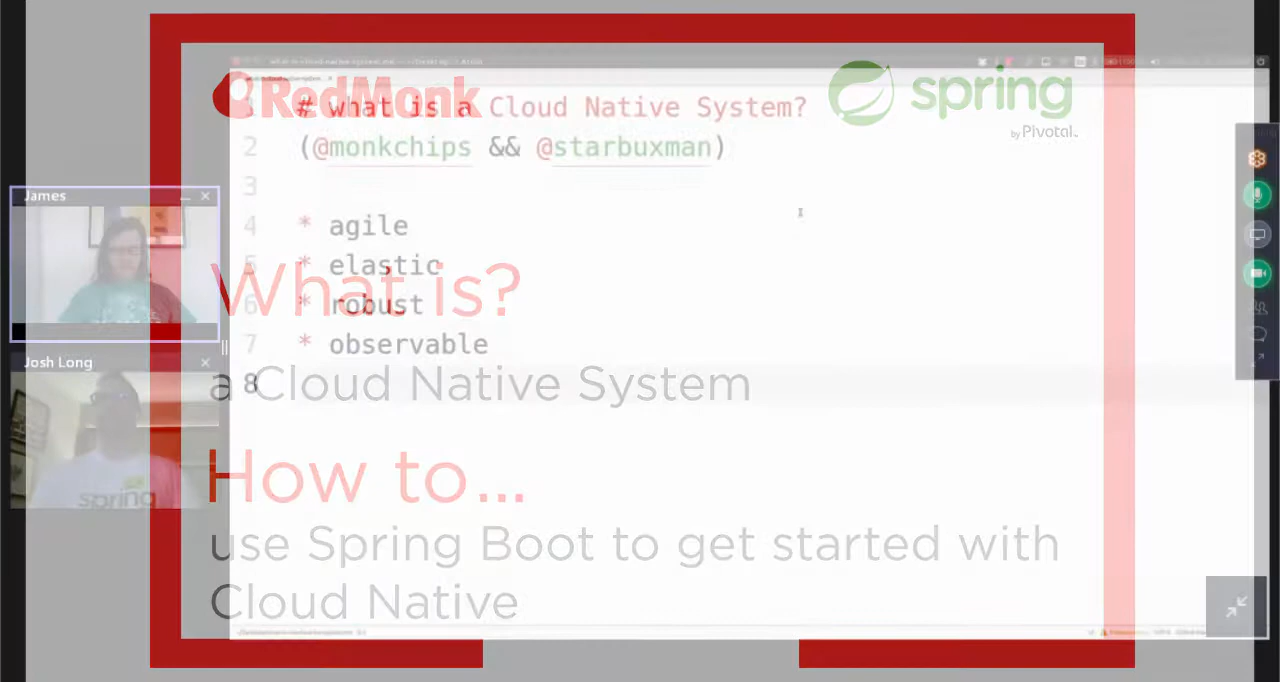 RedMonk
spring
by Pivotal
1 # what is a Cloud Native System?
2 (@monkchips && @starbuxman)
3
4 * agile
5 * elastic
6 * robust
7 * observable
8
James
Josh Long
spring
What is?
a Cloud Native System
How to...
use Spring Boot to get started with
Cloud Native